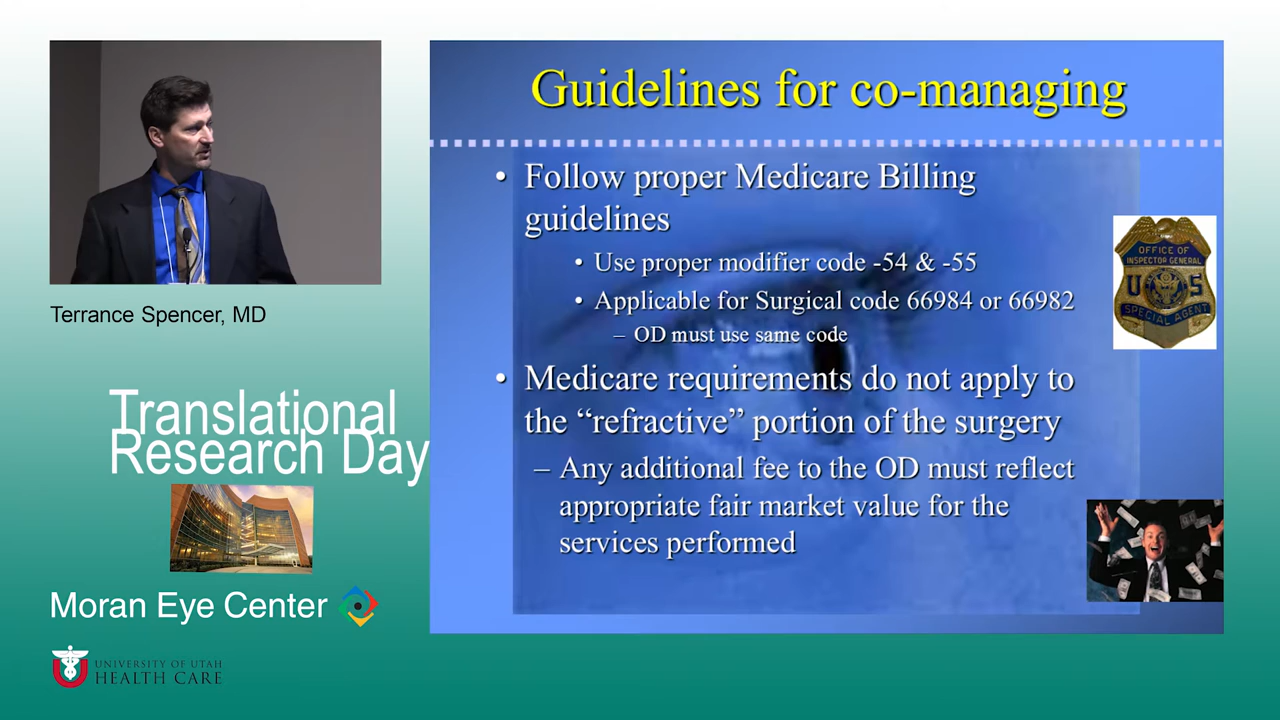 Guidelines for co-managing
• Follow proper Medicare Billing
guidelines
• Use proper modifier code -54 & -55
• Applicable for Surgical code 66984 or 66982
– OD must use same code
• Medicare requirements do not apply to
the “refractive” portion of the surgery
– Any additional fee to the OD must reflect
appropriate fair market value for the
services performed
OFFICE OF
INSPECTOR GENERAL
U S
SPECIAL AGENT
Terrance Spencer, MD
Translational
Research Day
Moran Eye Center
U
UNIVERSITY OF UTAH
HEALTH CARE